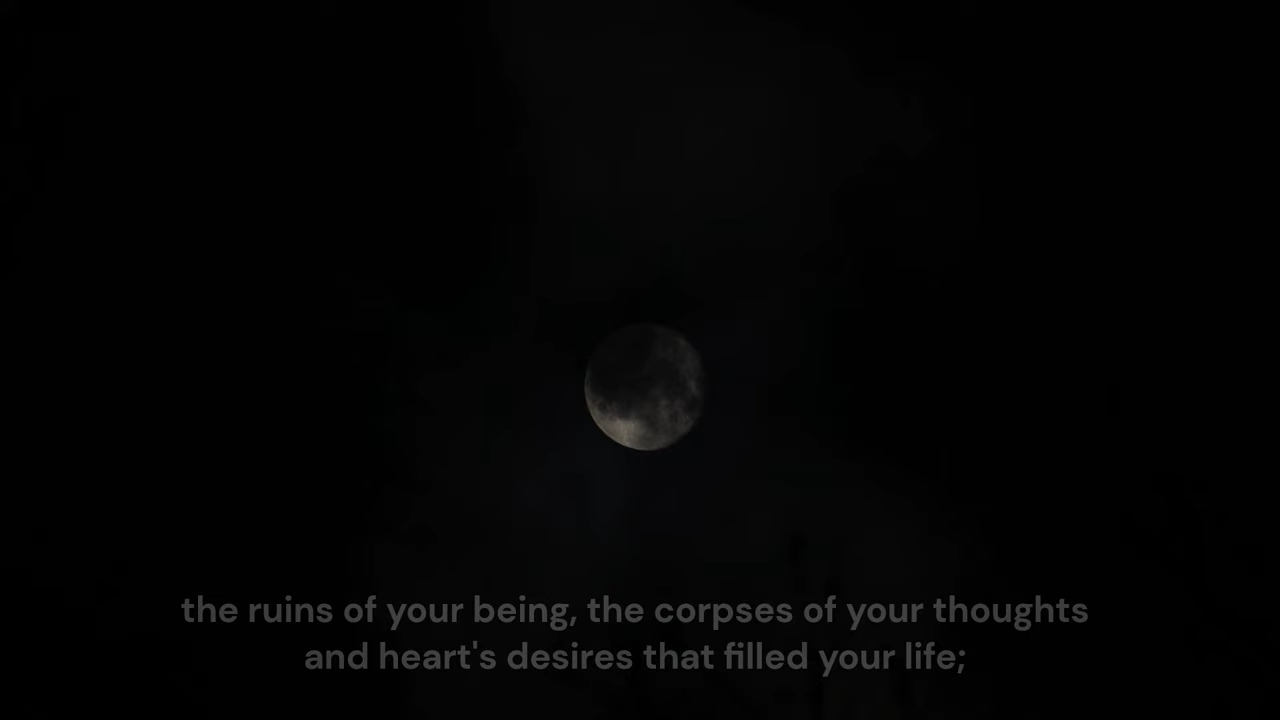 the ruins of your being, the corpses of your thoughts
and heart's desires that filled your life;